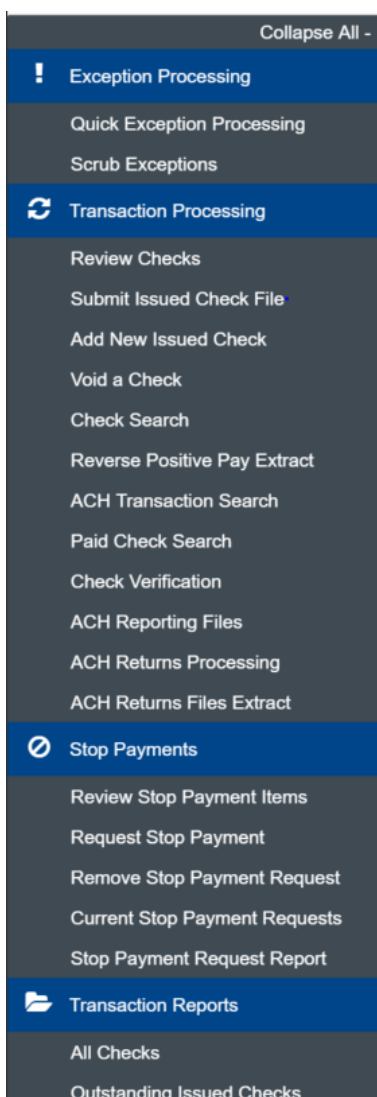 Collapse All -
Exception Processing
Quick Exception Processing
Scrub Exceptions
Transaction Processing
Review Checks
Submit Issued Check File
Add New Issued Check
Void a Check
Check Search
Reverse Positive Pay Extract
ACH Transaction Search
Paid Check Search
Check Verification
ACH Reporting Files
ACH Returns Processing
ACH Returns Files Extract
Stop Payments
Review Stop Payment Items
Request Stop Payment
Remove Stop Payment Request
Current Stop Payment Requests
Stop Payment Request Report
Transaction Reports
All Checks
Outstanding Issued Checks